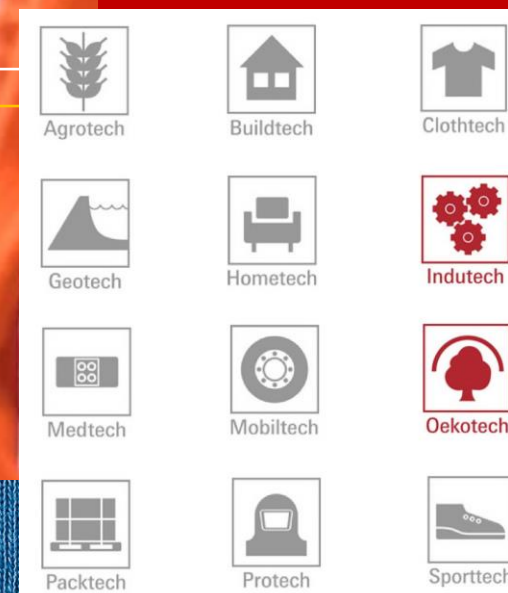 Agrotech Buildtech Clothtech
Geotech Hometech Indutech
Medtech Mobiltech Oekotech
Packtech Protech Sporttech